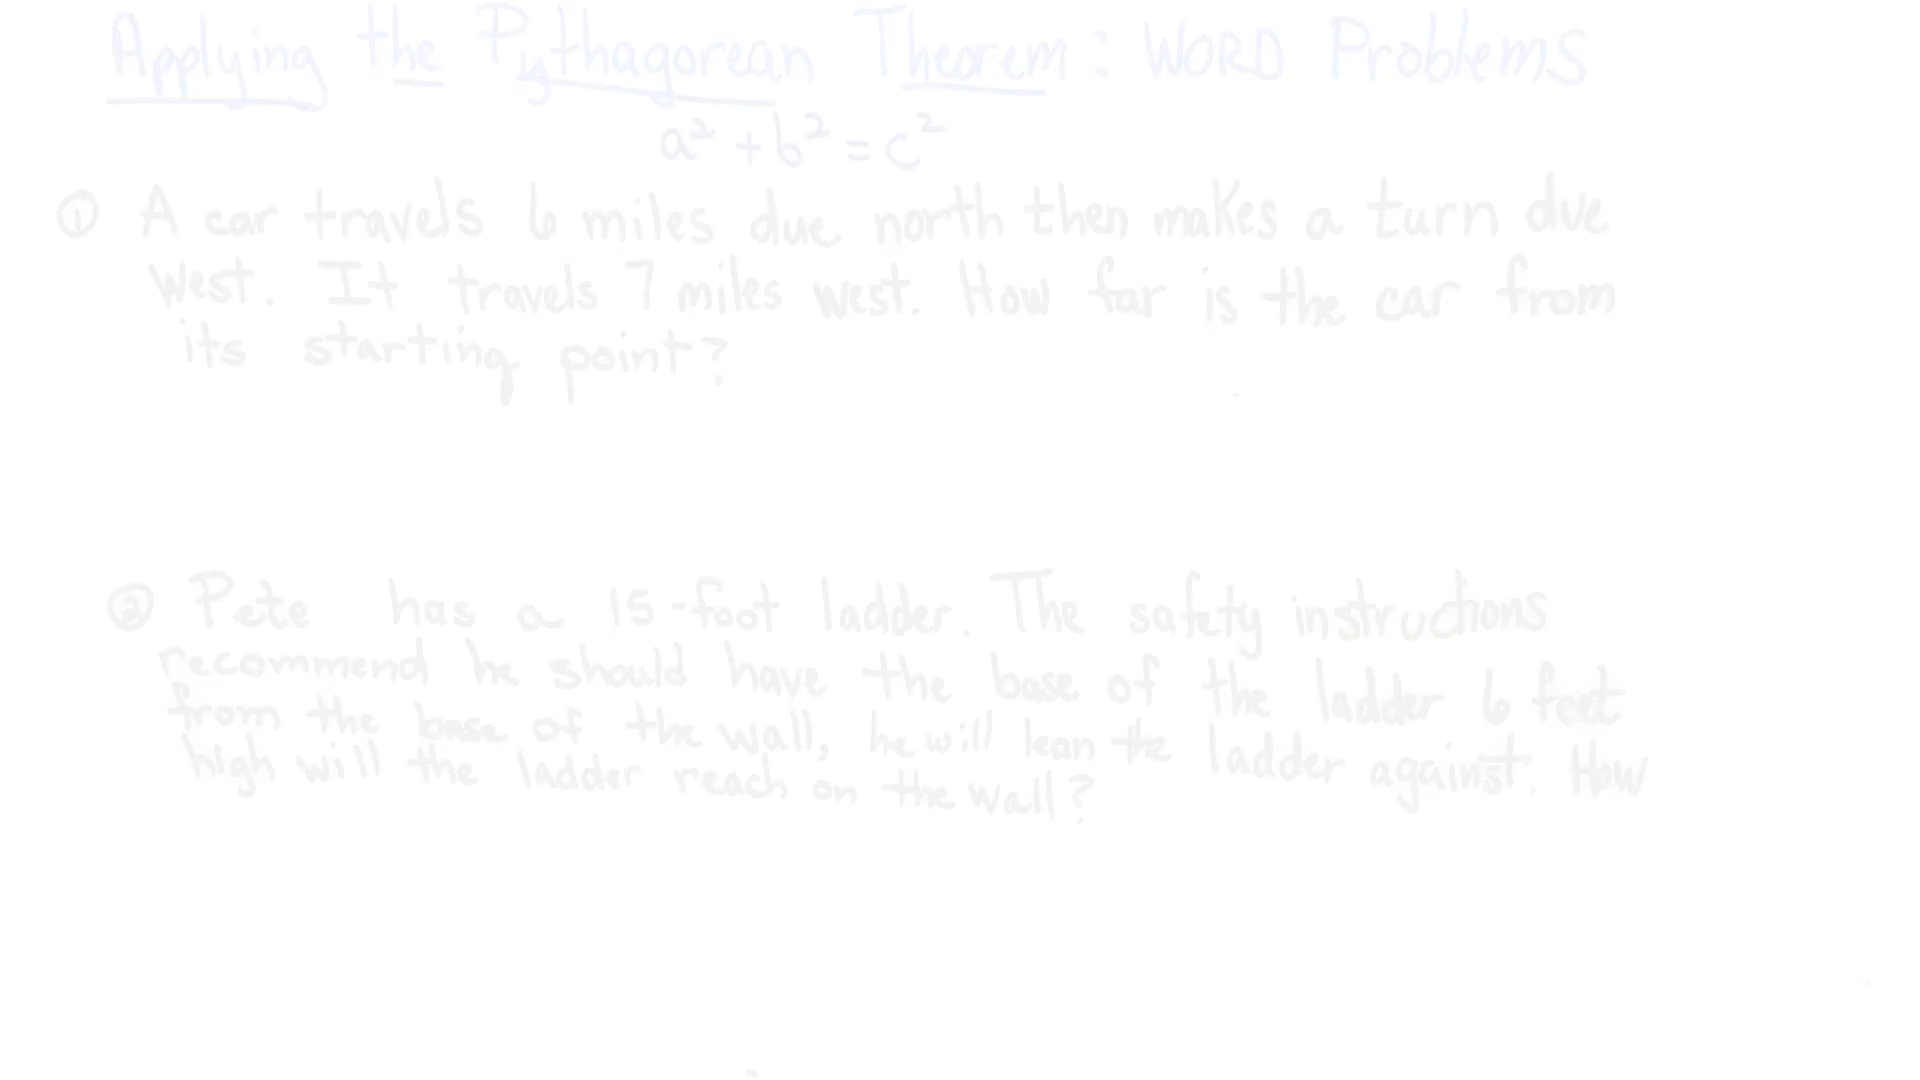 Applying the Pythagorean Theorem: WORD Problems
a² + b² = c²
① A car travels 6 miles due north then makes a turn due
west. It travels 7 miles west. How far is the car from
its starting point?
② Pete has a 15-foot ladder. The safety instructions
recommend he should have the base of the ladder 6 feet
from the base of the wall, he will lean the ladder against. How
high will the ladder reach on the wall?